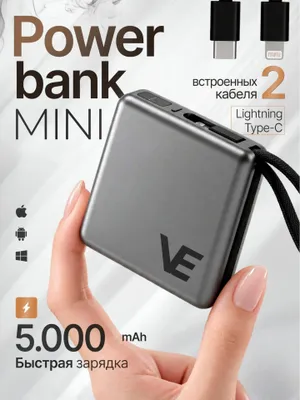 Power
bank
MINI
встроенных 2
кабеля
Lightning
Type-C
VE
5.000 mAh
Быстрая зарядка